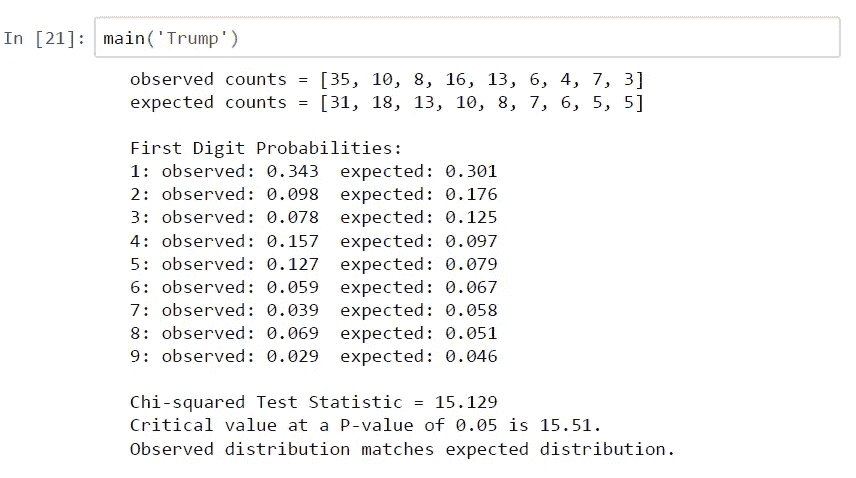 In [21]: main('Trump')
observed counts = [35, 10, 8, 16, 13, 6, 4, 7, 3]
expected counts = [31, 18, 13, 10, 8, 7, 6, 5, 5]
First Digit Probabilities:
1: observed: 0.343 expected: 0.301
2: observed: 0.098 expected: 0.176
3: observed: 0.078 expected: 0.125
4: observed: 0.157 expected: 0.097
5: observed: 0.127 expected: 0.079
6: observed: 0.059 expected: 0.067
7: observed: 0.039 expected: 0.058
8: observed: 0.069 expected: 0.051
9: observed: 0.029 expected: 0.046
Chi-squared Test Statistic = 15.129
Critical value at a P-value of 0.05 is 15.51.
Observed distribution matches expected distribution.